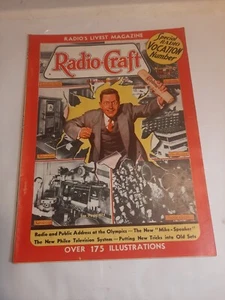 RADIO'S LIVEST MAGAZINE
Special
RADIO
VOCATION
Number
Radio-Craft
Radio and Public Address at the Olympics — The New "Mike-Speaker"
The New Philco Television System — Putting New Tricks into Old Sets
OVER 175 ILLUSTRATIONS